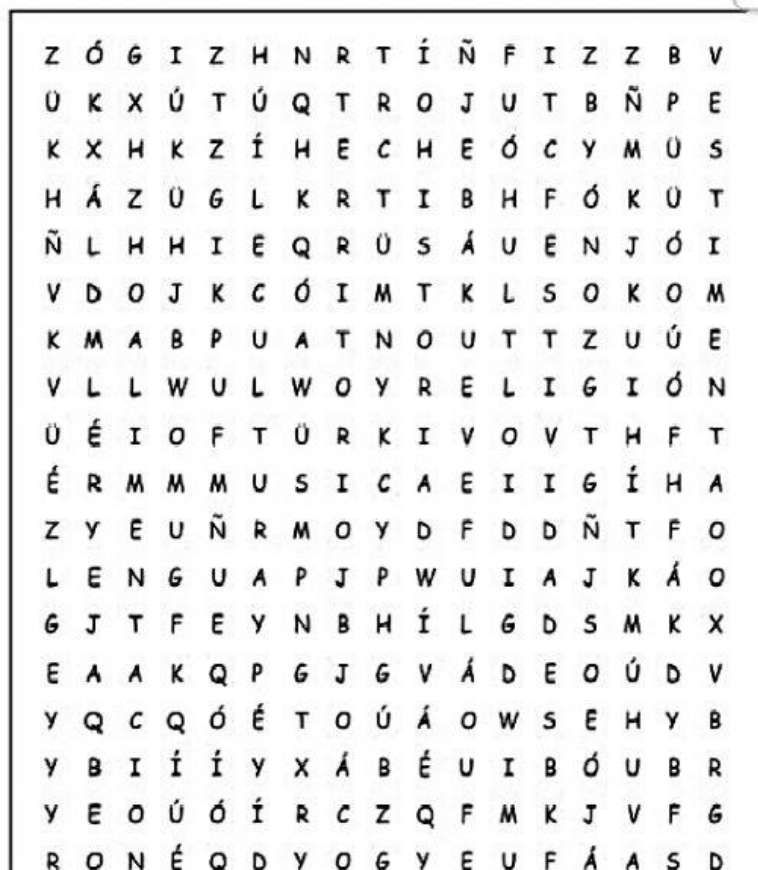 Z Ó G I Z H N R T Í Ñ F I Z Z B V
Ü K X Ú T Ú Q T R O J U T B Ñ P E
K X H K Z Í H E C H E Ó C Y M Ü S
H Á Z Ü G L K R T I B H F Ó K Ü T
Ñ L H H I E Q R Ü S Á U E N J Ó I
V D O J K C Ó I M T K L S O K O M
K M A B P U A T N O U T T Z U Ú E
V L L W U L W O Y R E L I G I Ó N
Ü É I O F T Ü R K I V O V T H F T
É R M M M U S I C A E I I G Í H A
Z Y E U Ñ R M O Y D F D D Ñ T F O
L E N G U A P J P W U I A J K Á O
G J T F E Y N B H Í L G D S M K X
E A A K Q P G J G V Á D E O Ú D V
Y Q C Q Ó É T O Ú Á O W S E H Y B
Y B I Í Í Y X Á B É U I B Ó U B R
Y E O Ú Ó Í R C Z Q F M K J V F G
R O N É Q D Y O G Y E U F Á A S D